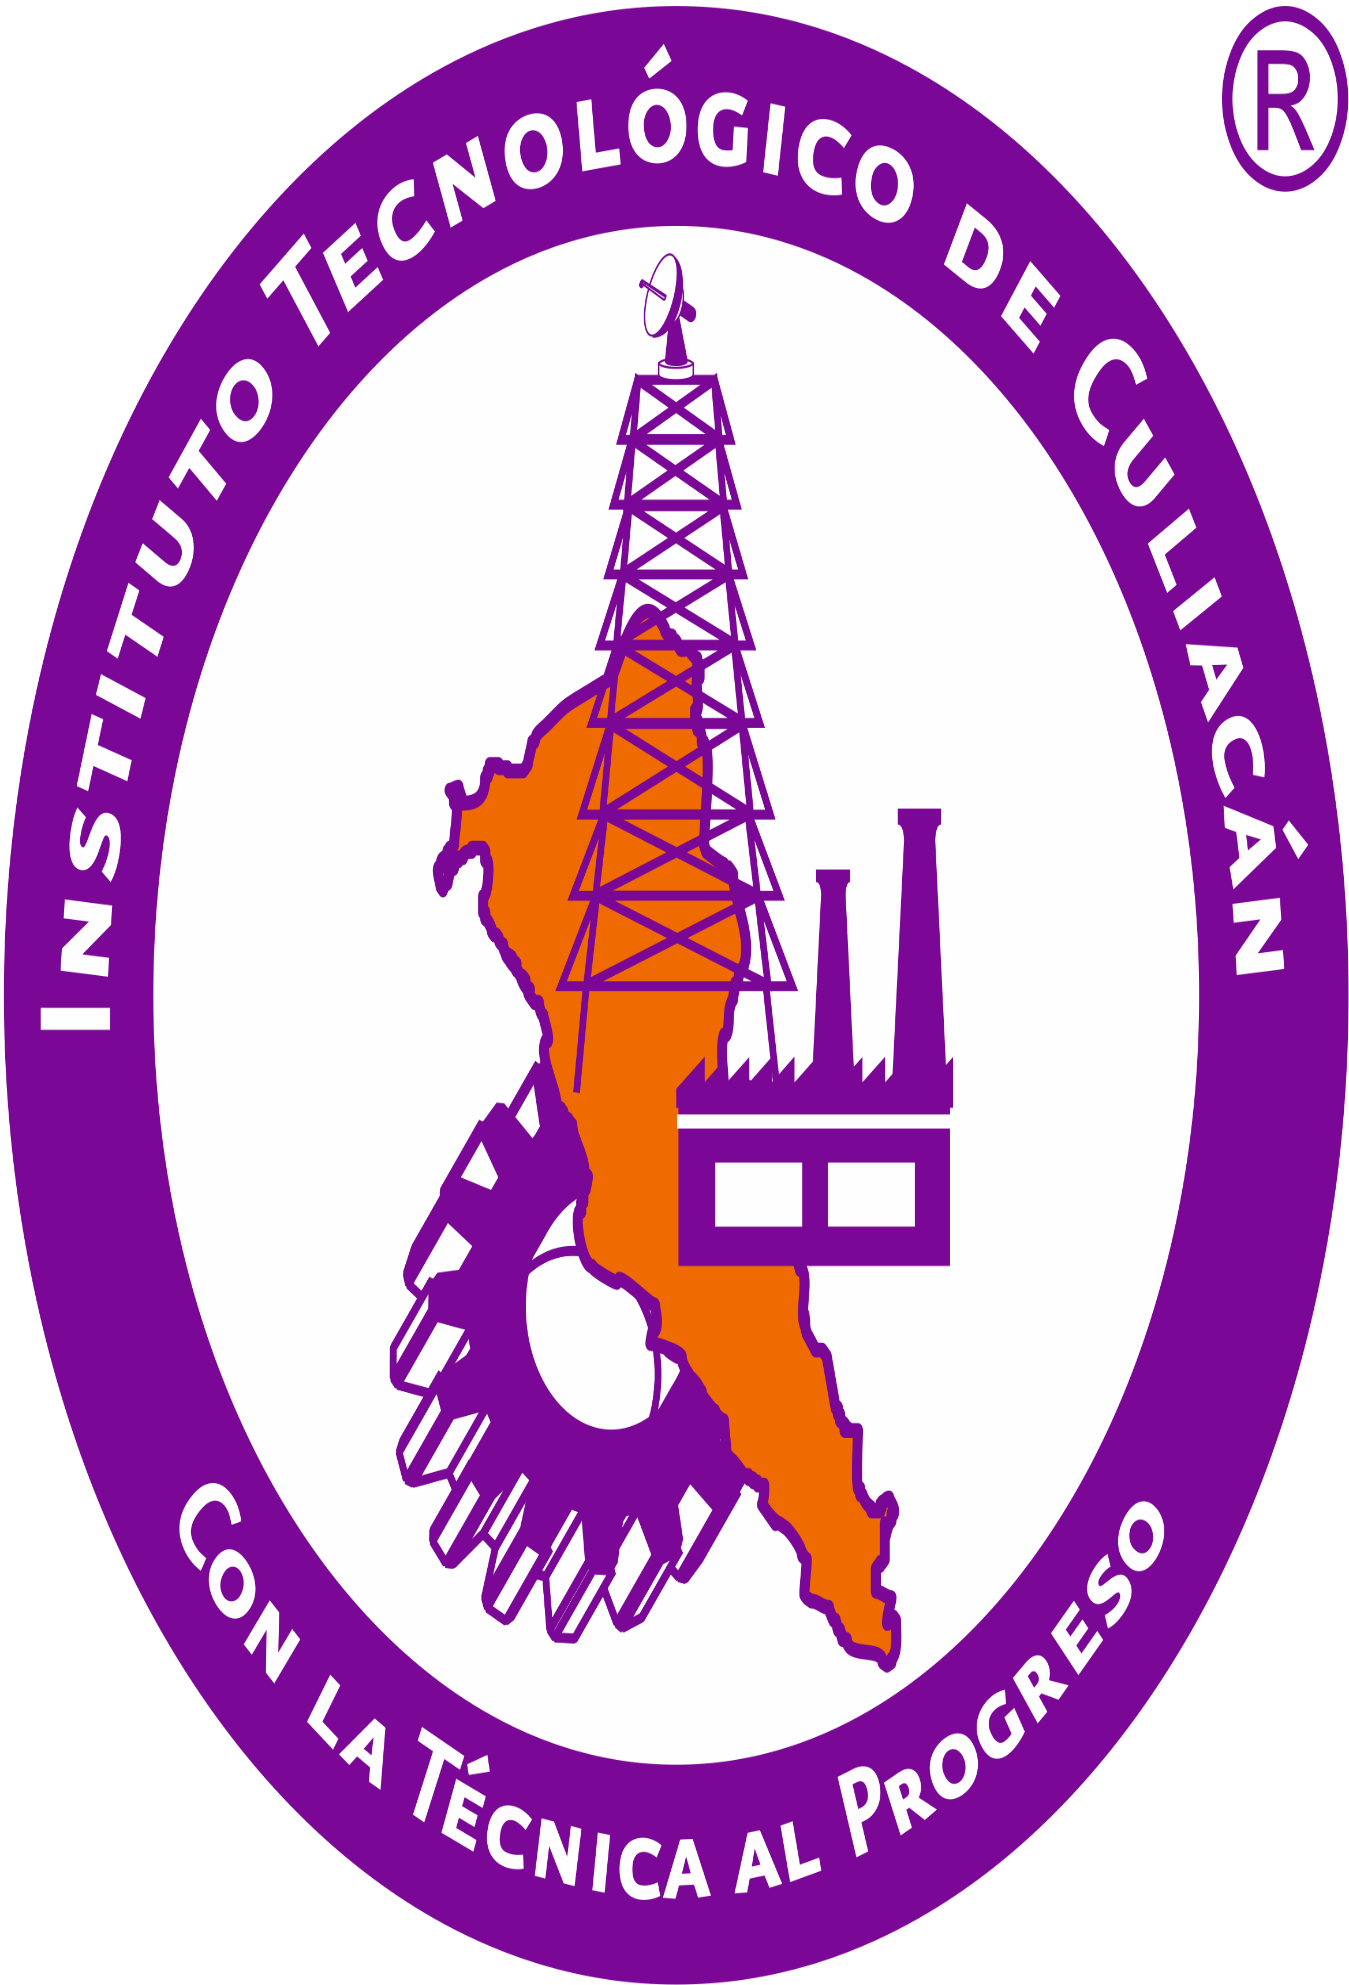 INSTITUTO TECNOLÓGICO DE CULIACÁN
®
CON LA TÉCNICA AL PROGRESO